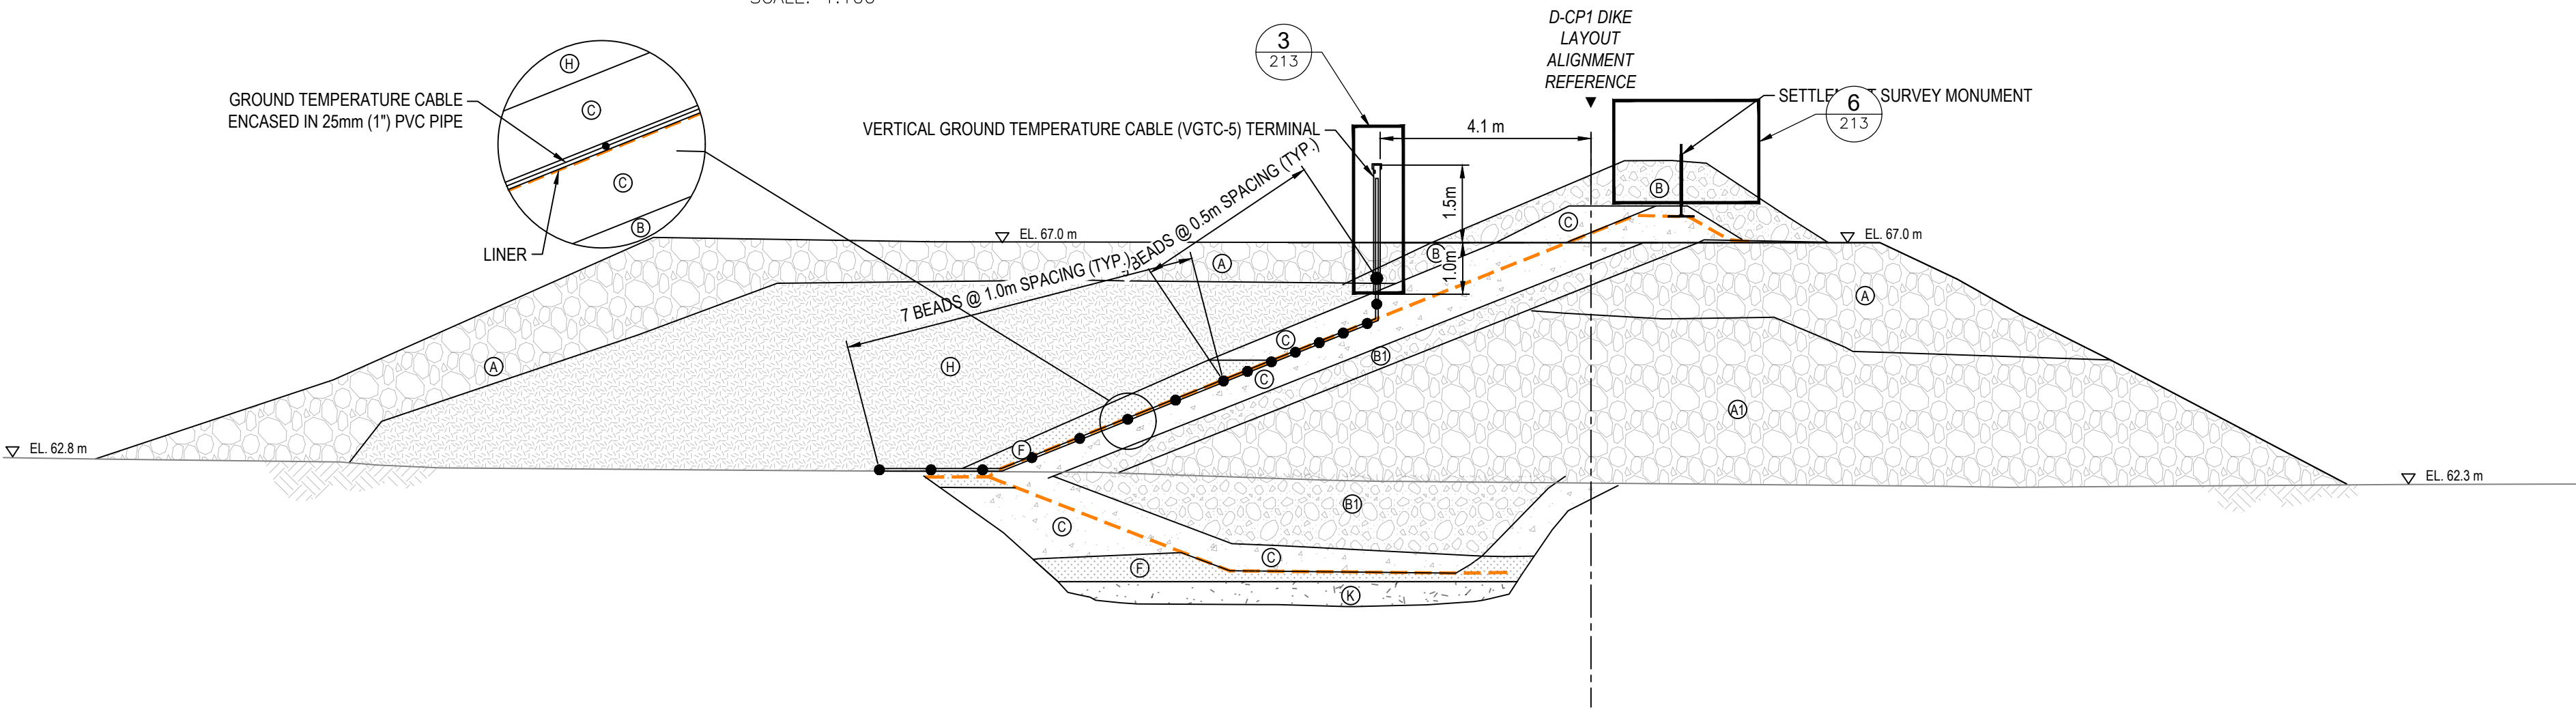 D-CP1 DIKE
LAYOUT
ALIGNMENT
REFERENCE
3
213
6
213
H
C
C
B
GROUND TEMPERATURE CABLE
ENCASED IN 25mm (1") PVC PIPE
LINER
VERTICAL GROUND TEMPERATURE CABLE (VGTC-5) TERMINAL
4.1 m
SURVEY MONUMENT
1.5m
1.0m
BEADS @ 0.5m SPACING (TYP.)
7 BEADS @ 1.0m SPACING (TYP.)
EL. 67.0 m
EL. 67.0 m
B
C
B
A
A
A
H
C
B1
C
A1
F
EL. 62.8 m
EL. 62.3 m
B1
C
C
F
K